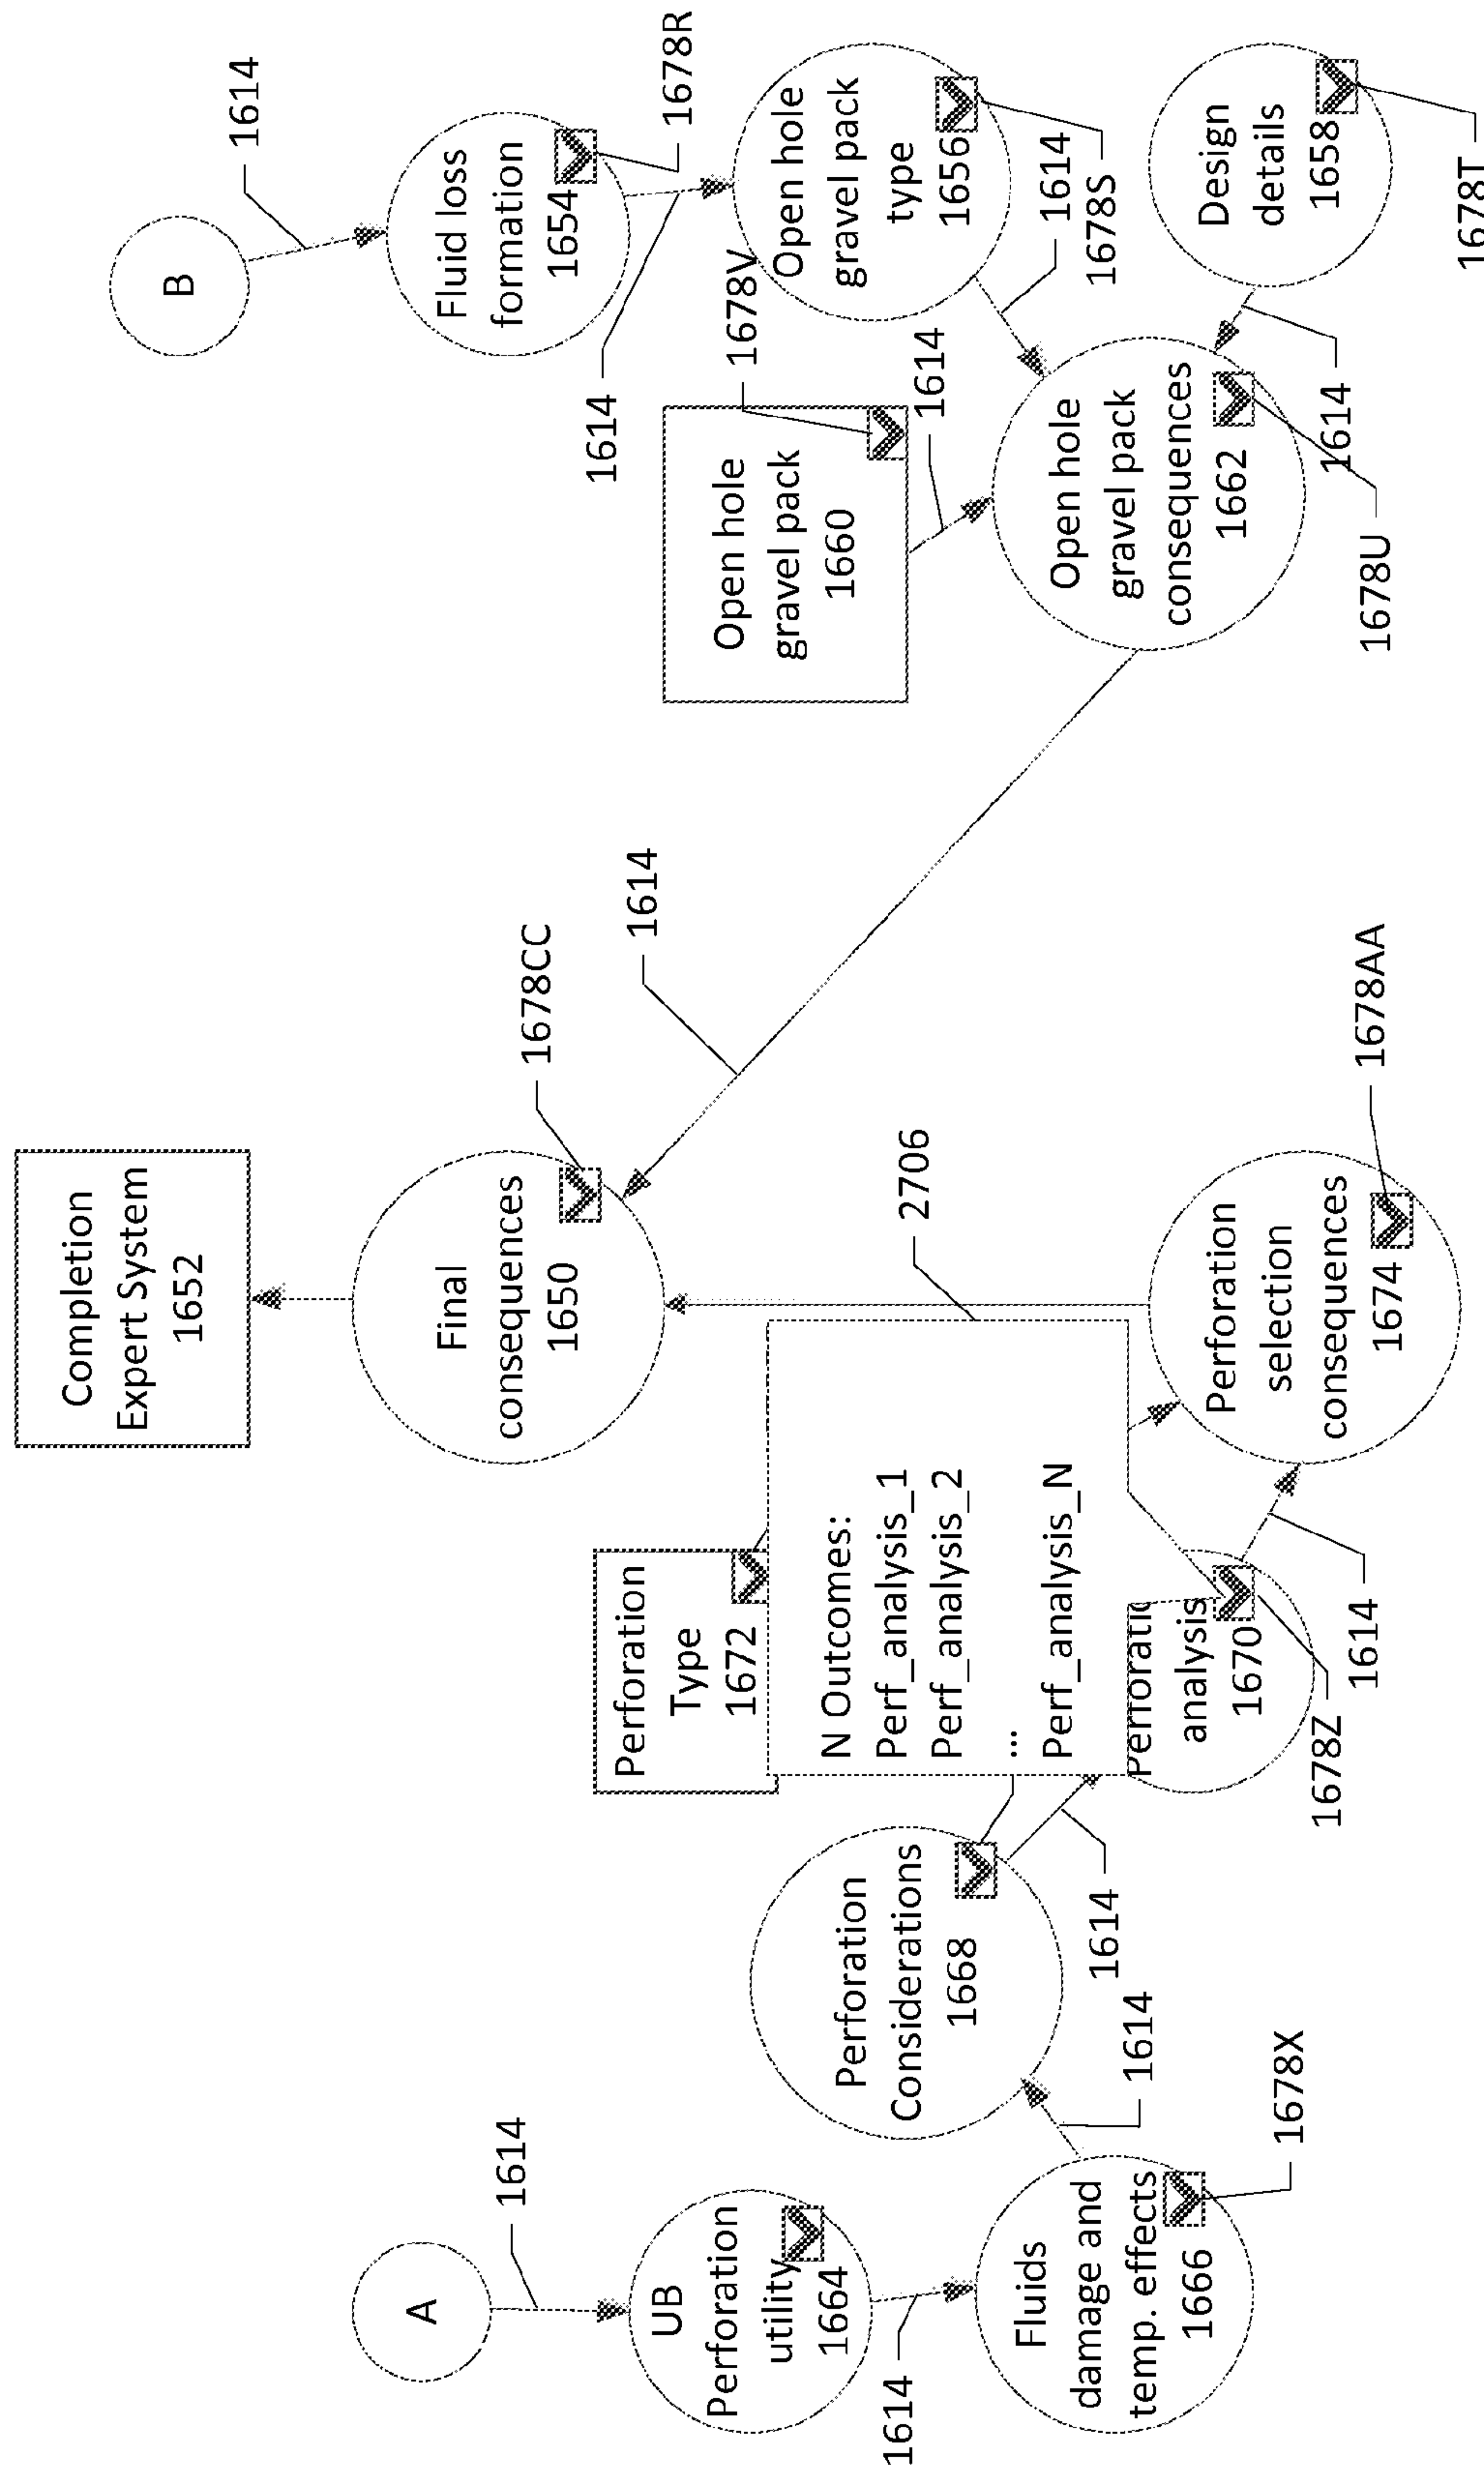 Completion
Expert System
1652
A
1614
Final
consequences
1650
1678CC
B
1614
UB
Perforation
utility
1664
Perforation
Type
1672
1614
Fluid loss
formation
1654
1678R
1614
1614
Fluids
damage and
temp. effects
1666
1678X
1614
Perforation
Considerations
1668
1614
N Outcomes:
Perf_analysis_1
Perf_analysis_2
...
Perf_analysis_N
2706
analysis
1670
1678Z
1614
Perforation
selection
consequences
1674
1678AA
Open hole
gravel pack
1660
1678V
1614
Open hole
gravel pack
type
1656
1614
1678S
Open hole
gravel pack
consequences
1662
1678U
1614
Design
details
1658
1678T